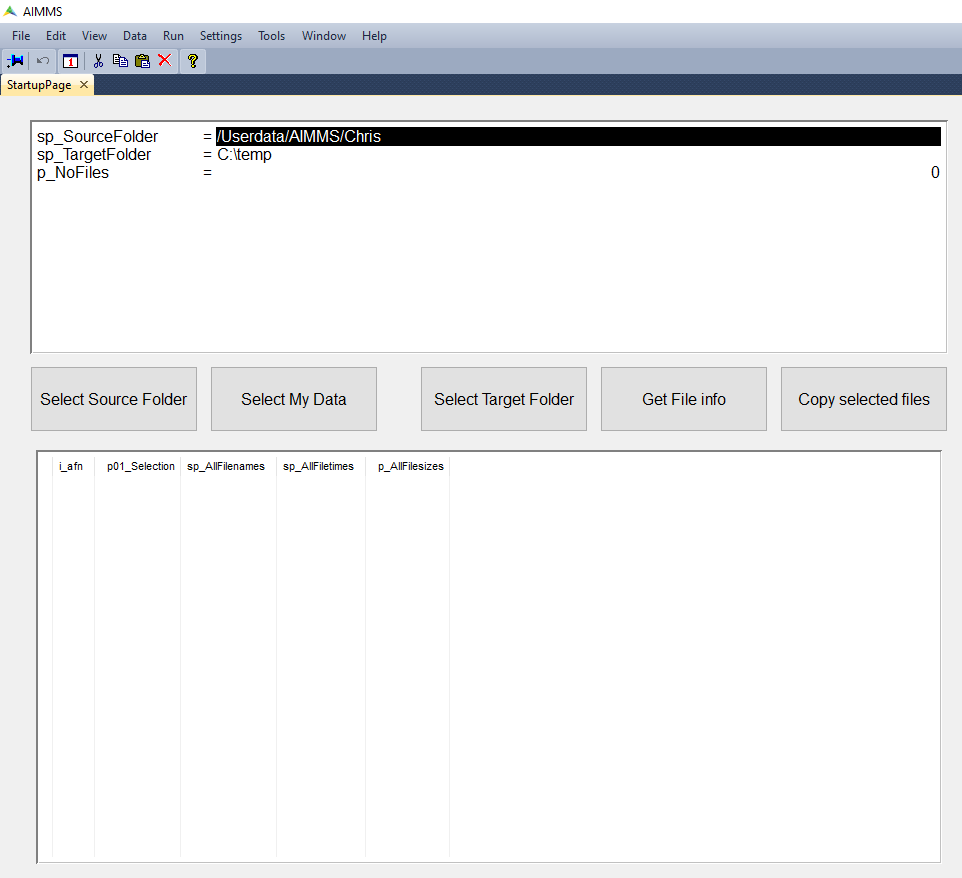 AIMMS
File Edit View Data Run Settings Tools Window Help
1 ?
StartupPage ×
sp_SourceFolder = /Userdata/AIMMS/Chris
sp_TargetFolder = C:\temp
p_NoFiles = 0
Select Source Folder Select My Data Select Target Folder Get File info Copy selected files
i_afn p01_Selection sp_AllFilenames sp_AllFiletimes p_AllFilesizes